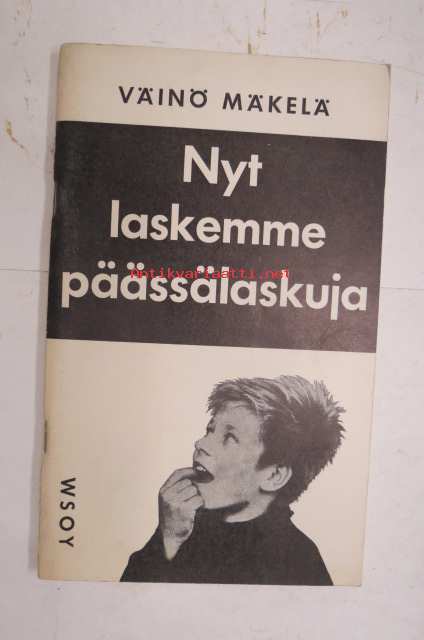 VÄINÖ MÄKELÄ
Nyt
laskemme
Antikvariaatti.net
päässälaskuja
WSOY